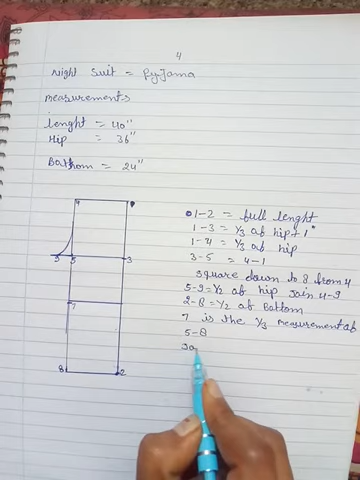 4
Night Suit = Pyjama
measurements
lenght = 40"
Hip = 36"
Bathom = 24"
4
5 5 3
7
8 2
1-2 = full lenght
1-3 = 1/3 of hip + 1"
1-4 = 1/3 of hip
3-5 = 4-1
square down to 8 from 4
5-9 = 1/2 of hip Join 4-9
2-8 = 1/2 of Bottom
7 is the 1/3 measurement of
5-8